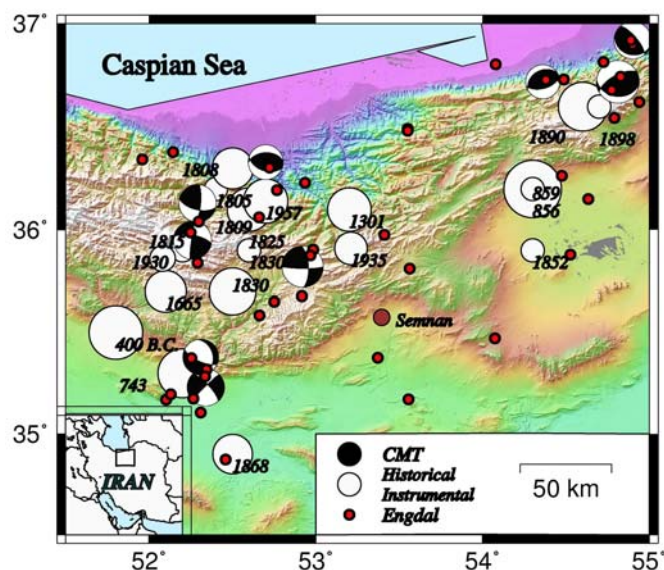 37°
36°
35°
52
53
54
55
Caspian Sea
1890
1898
1808
1805
1957
1809
1301
859
856
1815
1825
1930
1830
1935
1852
1665
1830
Semnan
400 B.C.
743
1868
IRAN
CMT
Historical
Instrumental
Engdal
50 km